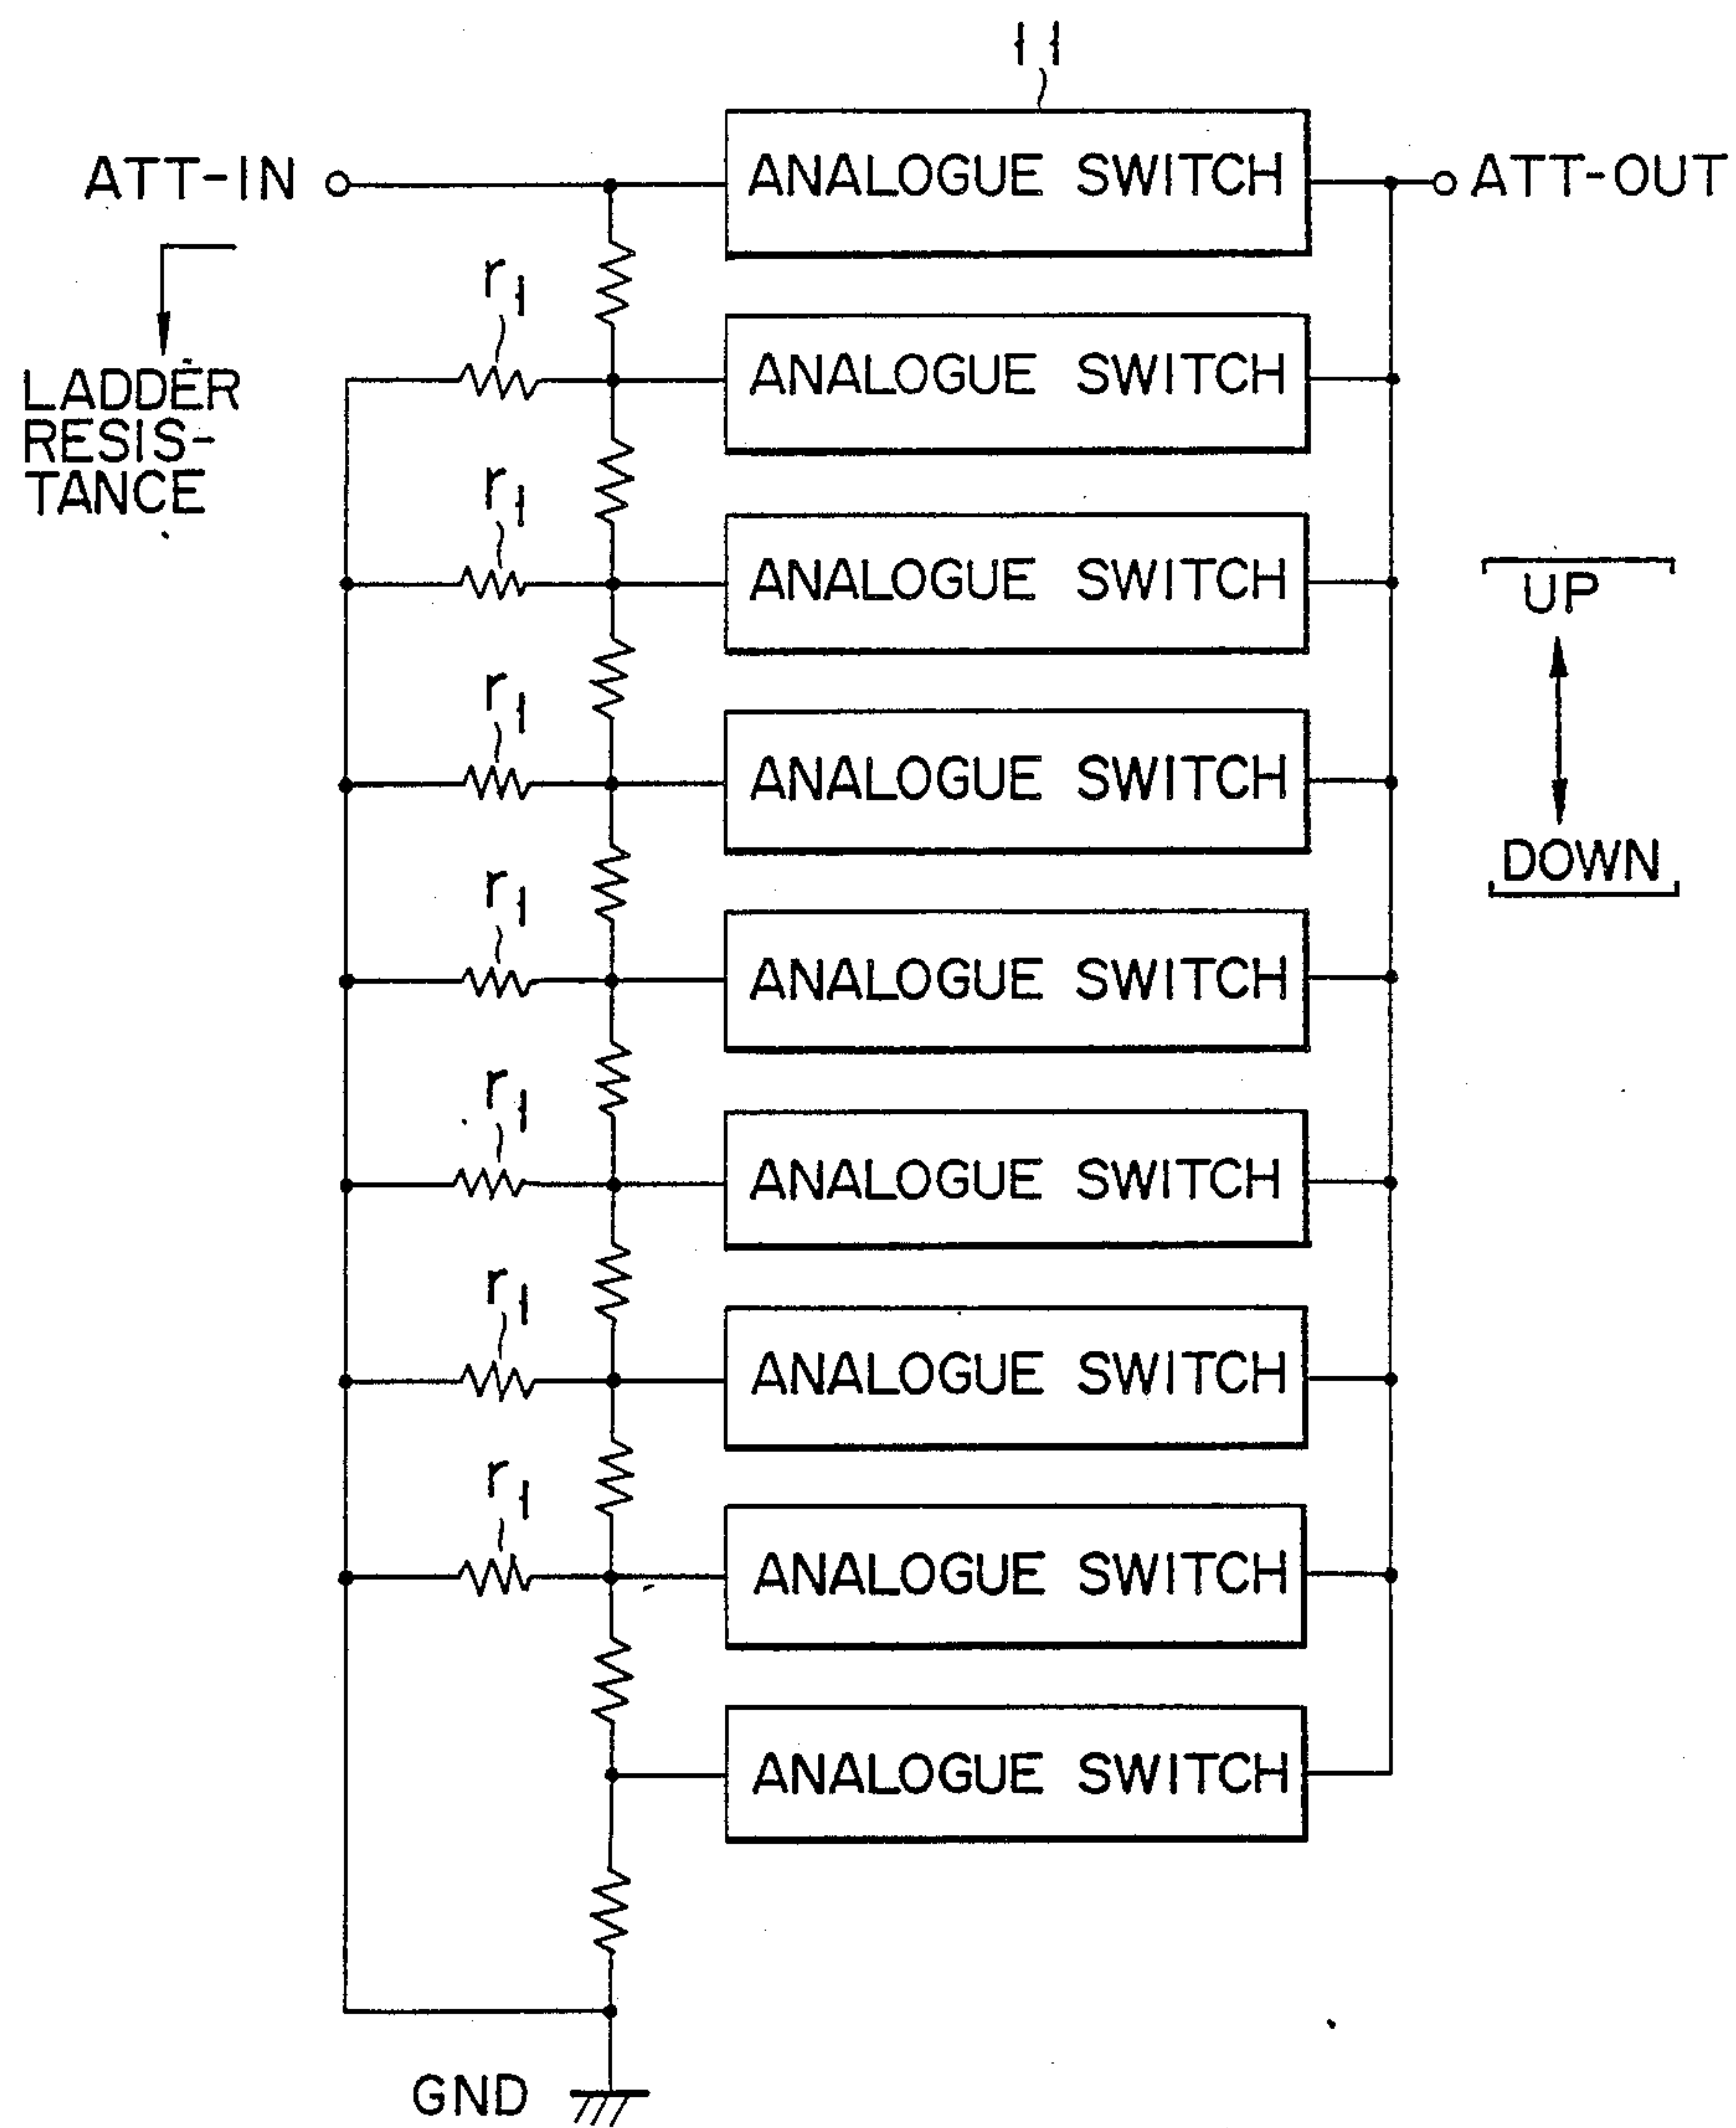 11
ATT-IN
ANALOGUE SWITCH
ATT-OUT
r1
LADDER
RESIS-
TANCE
ANALOGUE SWITCH
r1
ANALOGUE SWITCH
UP
r1
ANALOGUE SWITCH
DOWN
r1
ANALOGUE SWITCH
r1
ANALOGUE SWITCH
r1
ANALOGUE SWITCH
r1
ANALOGUE SWITCH
ANALOGUE SWITCH
GND